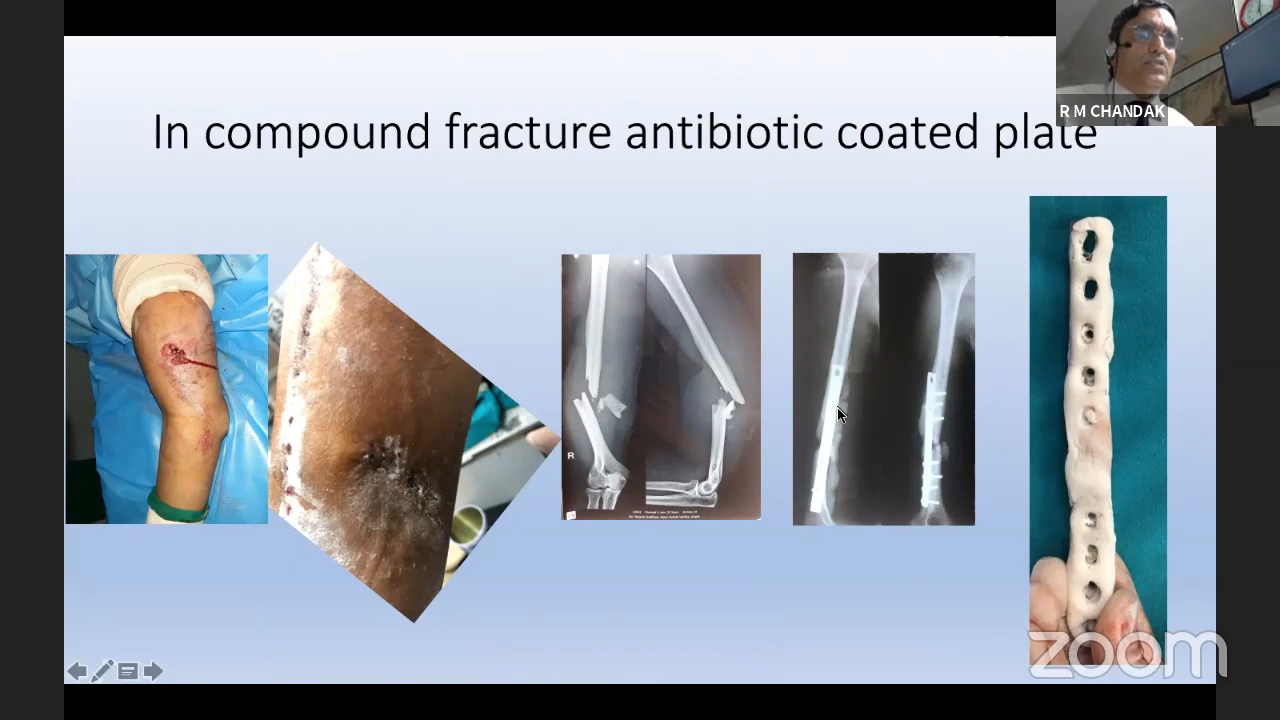 In compound fracture antibiotic coated plate
R M CHANDAK
R
zoom